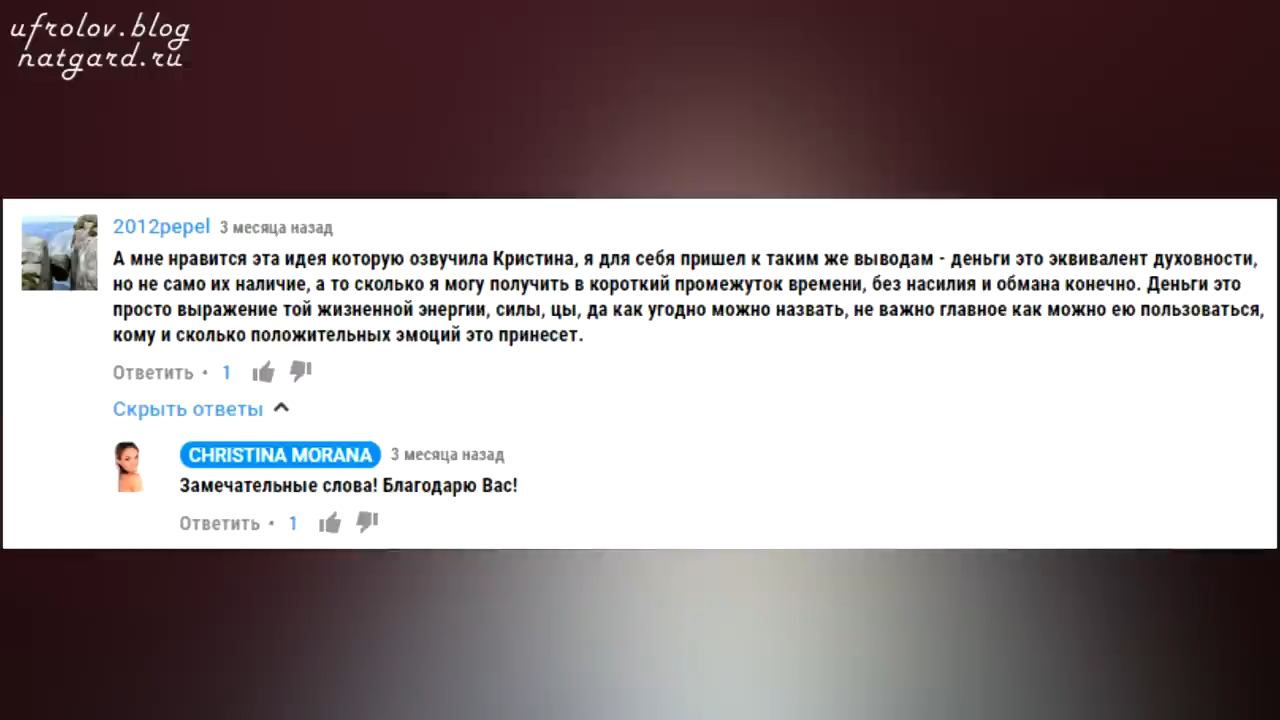 ufrolov.blog
natgard.ru
2012pepel 3 месяца назад
А мне нравится эта идея которую озвучила Кристина, я для себя пришел к таким же выводам - деньги это эквивалент духовности,
но не само их наличие, а то сколько я могу получить в короткий промежуток времени, без насилия и обмана конечно. Деньги это
просто выражение той жизненной энергии, силы, цы, да как угодно можно назвать, не важно главное как можно ею пользоваться,
кому и сколько положительных эмоций это принесет.
Ответить • 1
Скрыть ответы
CHRISTINA MORANA 3 месяца назад
Замечательные слова! Благодарю Вас!
Ответить • 1